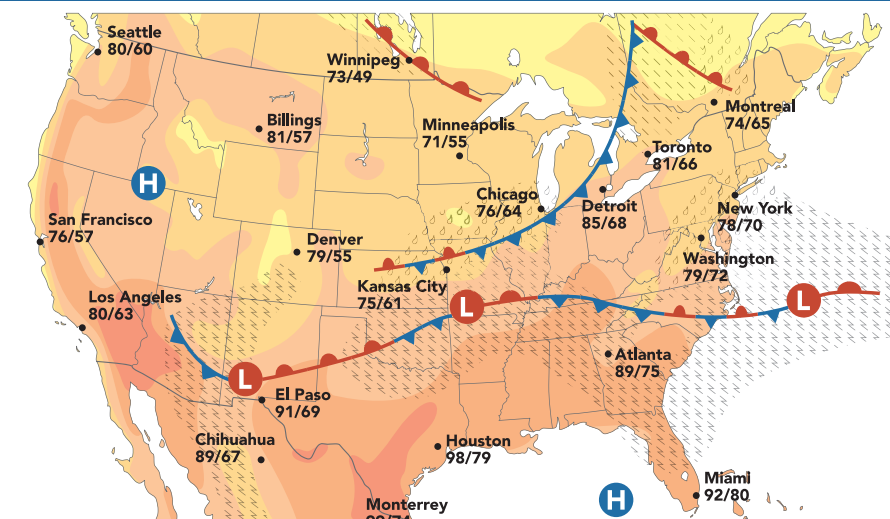 Seattle
80/60
Winnipeg
73/49
Billings
81/57
Minneapolis
71/55
Montreal
74/65
Toronto
81/66
H
Chicago
76/64
Detroit
85/68
New York
78/70
San Francisco
76/57
Denver
79/55
Washington
79/72
Kansas City
75/61
Los Angeles
80/63
L
L
Atlanta
89/75
L
El Paso
91/69
Chihuahua
89/67
Houston
98/79
Miami
92/80
H
Monterrey